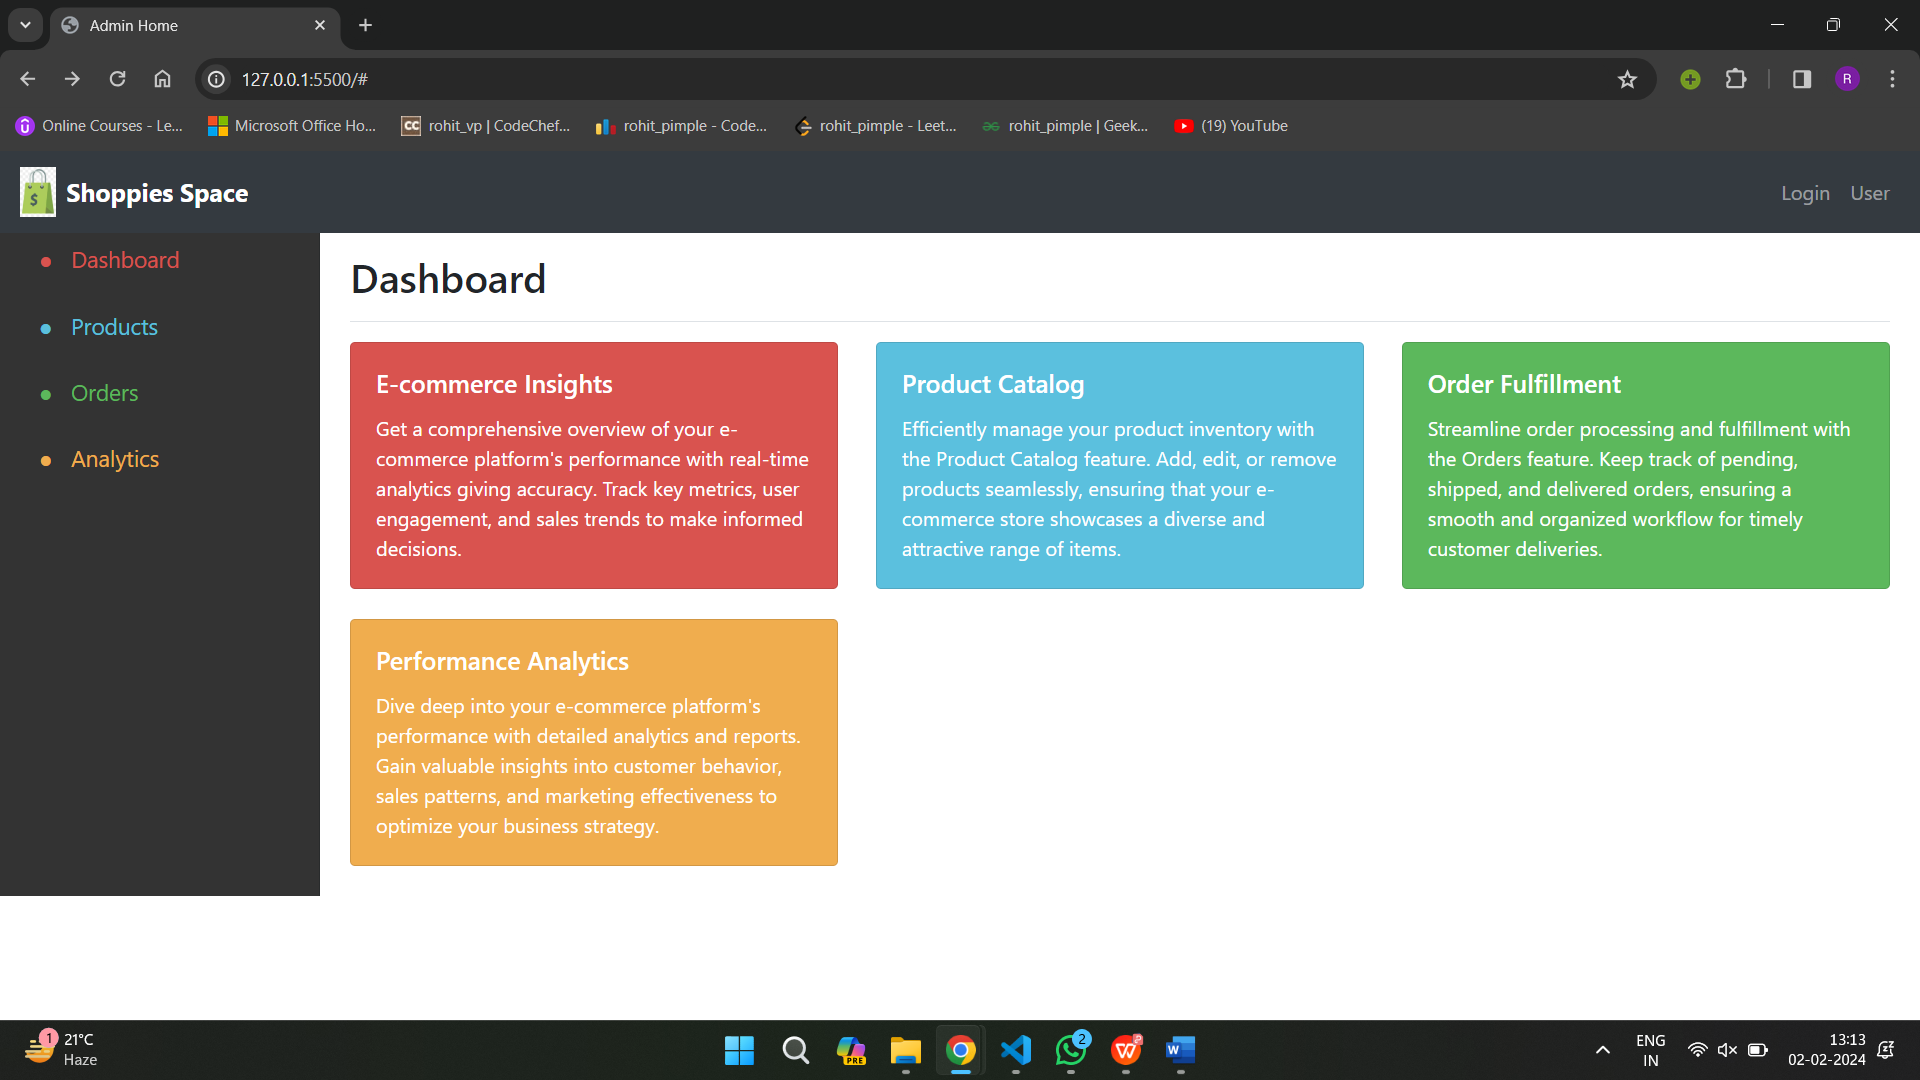 Admin Home
127.0.0.1:5500/#
R
Online Courses - Le...
Microsoft Office Ho...
CC
rohit_vp | CodeChef...
rohit_pimple - Code...
rohit_pimple - Leet...
rohit_pimple | Geek...
(19) YouTube
$
Shoppies Space
Login
User
Dashboard
Products
Orders
Analytics
Dashboard
E-commerce Insights
Get a comprehensive overview of your e-
commerce platform's performance with real-time
analytics giving accuracy. Track key metrics, user
engagement, and sales trends to make informed
decisions.
Product Catalog
Efficiently manage your product inventory with
the Product Catalog feature. Add, edit, or remove
products seamlessly, ensuring that your e-
commerce store showcases a diverse and
attractive range of items.
Order Fulfillment
Streamline order processing and fulfillment with
the Orders feature. Keep track of pending,
shipped, and delivered orders, ensuring a
smooth and organized workflow for timely
customer deliveries.
Performance Analytics
Dive deep into your e-commerce platform's
performance with detailed analytics and reports.
Gain valuable insights into customer behavior,
sales patterns, and marketing effectiveness to
optimize your business strategy.
1
21°C
Haze
PRE
2
W
W
ENG
IN
13:13
02-02-2024